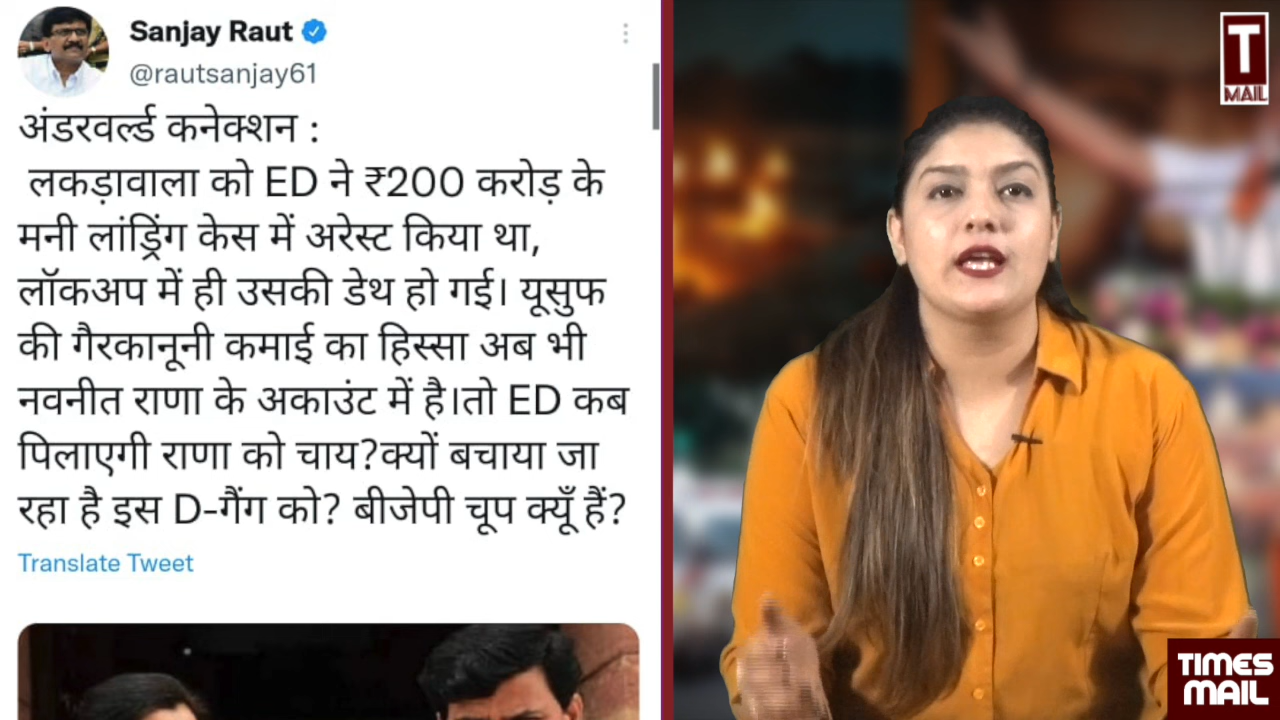 Sanjay Raut
@rautsanjay61
अंडरवर्ल्ड कनेक्शन :
लकड़ावाला को ED ने ₹200 करोड़ के
मनी लांड्रिंग केस में अरेस्ट किया था,
लॉकअप में ही उसकी डेथ हो गई। यूसुफ
की गैरकानूनी कमाई का हिस्सा अब भी
नवनीत राणा के अकाउंट में है।तो ED कब
पिलाएगी राणा को चाय?क्यों बचाया जा
रहा है इस D-गैंग को? बीजेपी चूप क्यूँ हैं?
Translate Tweet
T
MAIL
TIMES
MAIL